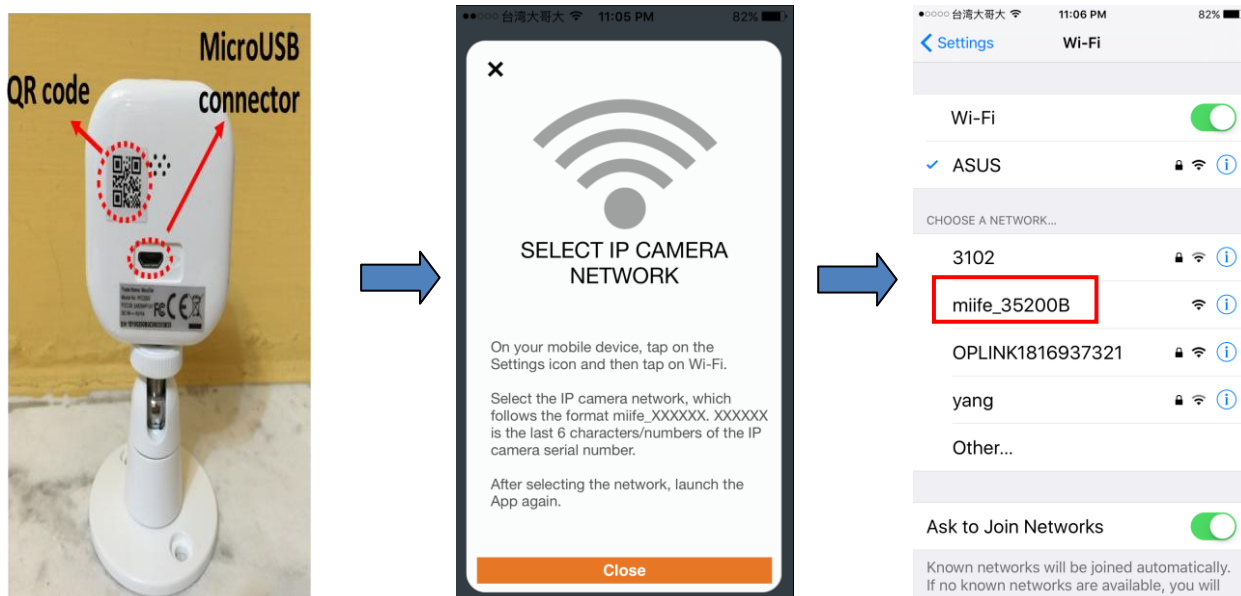 QR code
MicroUSB
connector
FC CE
●●○○○ 台湾大哥大 11:05 PM 82%
×
SELECT IP CAMERA
NETWORK
On your mobile device, tap on the
Settings icon and then tap on Wi-Fi.
Select the IP camera network, which
follows the format miife_XXXXXX. XXXXXX
is the last 6 characters/numbers of the IP
camera serial number.
After selecting the network, launch the
App again.
Close
●○○○○ 台湾大哥大 11:06 PM 82%
Settings Wi-Fi
Wi-Fi
ASUS
CHOOSE A NETWORK...
3102
miife_35200B
OPLINK1816937321
yang
Other...
Ask to Join Networks
Known networks will be joined automatically.
If no known networks are available, you will